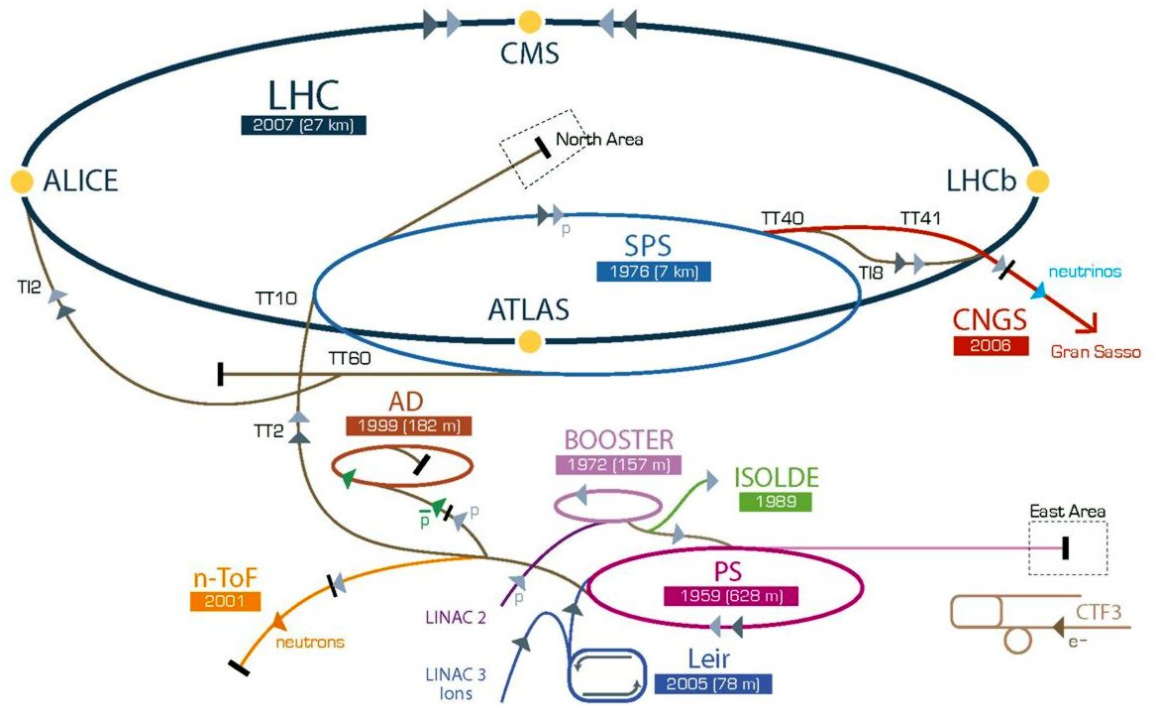 CMS
LHC
2007 (27 km)
North Area
ALICE
LHCb
TT40
TT41
p
SPS
1976 (7 km)
TI8
neutrinos
TI2
TT10
ATLAS
CNGS
2006
Gran Sasso
TT60
AD
1999 (182 m)
TT2
BOOSTER
1972 (157 m)
ISOLDE
1989
p
p
East Area
n-ToF
2001
PS
1959 (628 m)
p
LINAC 2
neutrons
CTF3
e-
Leir
2005 (78 m)
LINAC 3
Ions